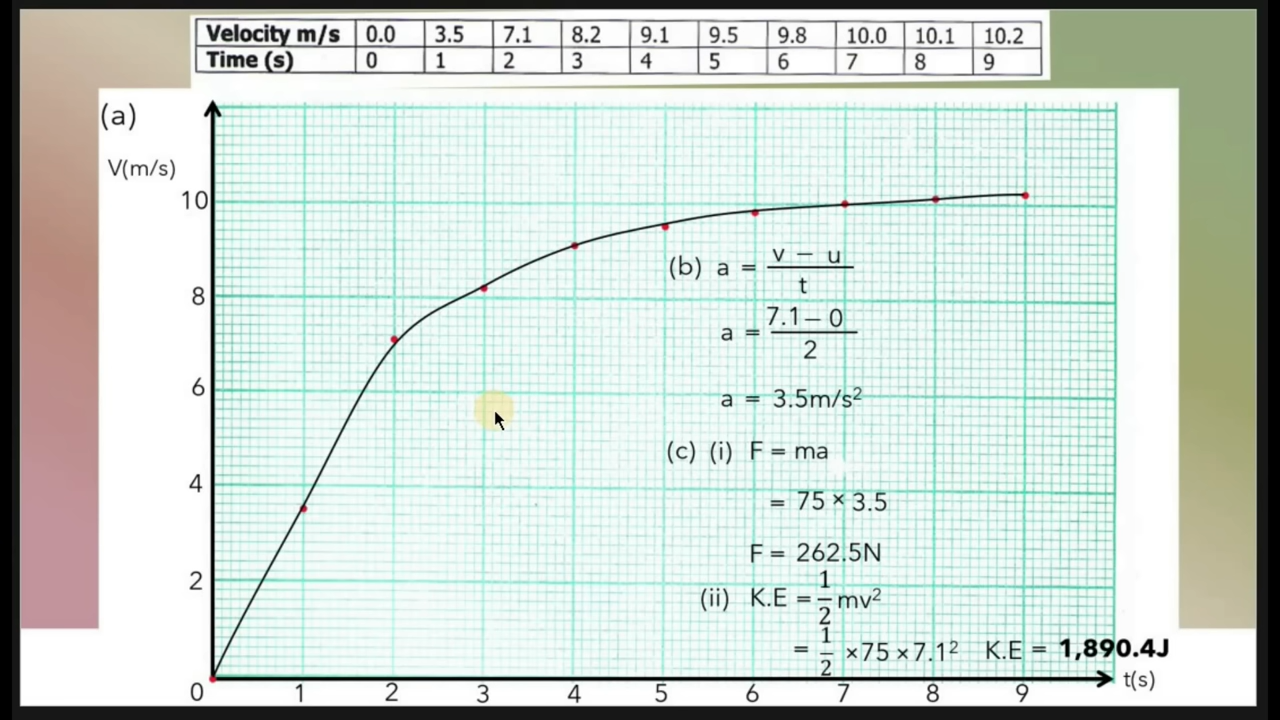 Velocity m/s 0.0 3.5 7.1 8.2 9.1 9.5 9.8 10.0 10.1 10.2
Time (s) 0 1 2 3 4 5 6 7 8 9
(a)
V(m/s)
10
8
6
4
2
0 1 2 3 4 5 6 7 8 9 t(s)
(b) a = v – u / t
a = 7.1 – 0 / 2
a = 3.5m/s²
(c) (i) F = ma
= 75 × 3.5
F = 262.5N
(ii) K.E = 1/2 mv²
= 1/2 ×75 ×7.1² K.E = 1,890.4J